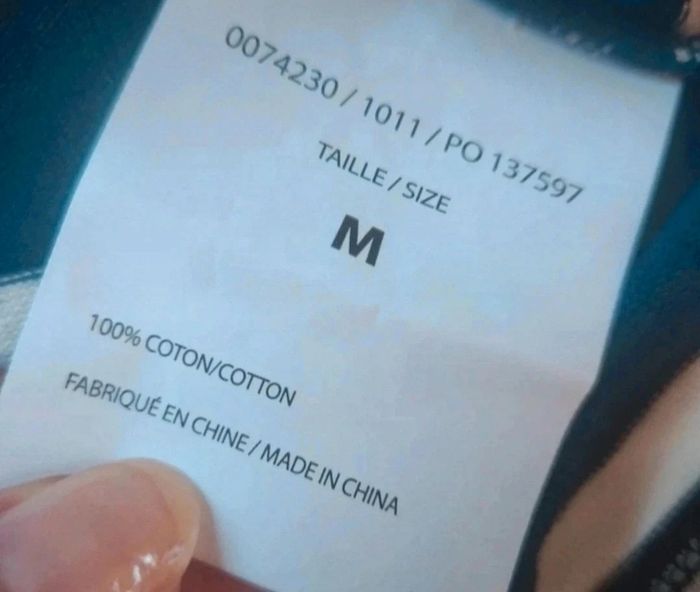 0074230 / 1011 / PO 137597
TAILLE / SIZE
M
100% COTON/COTTON
FABRIQUÉ EN CHINE / MADE IN CHINA